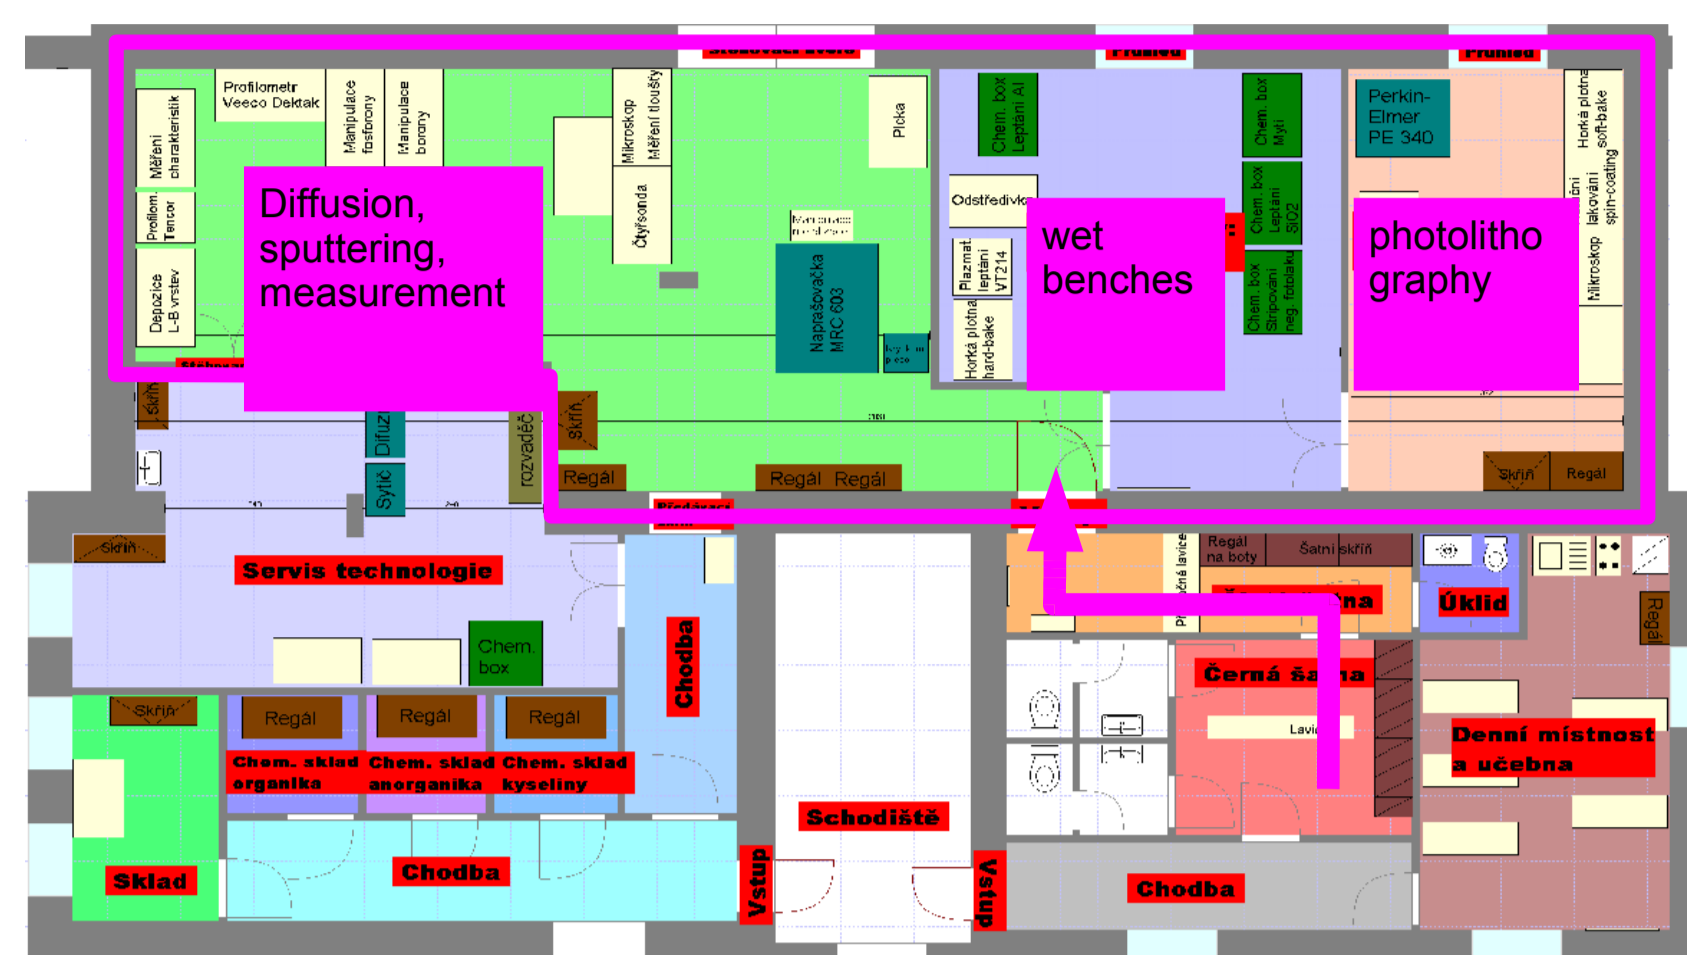 Průhled
Průhled
Profilometr
Veeco Dektak
Manipulace
fosforony
Manipulace
borony
Měření
charakteristik
Profilom.
Tencor
Depozice
L-B vrstev
Mikroskop
Měření tloušťy
Čtyřsonda
Pícka
Naprašovačka
MRC 603
Diffusion,
sputtering,
measurement
Chem. box
Leptání Al
Odstředivka
Plazmat.
leptání
VT214
Horká plotna
hard-bake
Chem. box
Mytí
Chem. box
Leptání
SiO2
Chem. box
Stripování
neg. fotolaku
wet
benches
Perkin-
Elmer
PE 340
Horká plotna
soft-bake
lakování
spin-coating
Mikroskop
photolitho
graphy
Skříň
Difuz
Sytič
rozvaděč
Skříň
Regál
Regál
Regál
Skříň
Regál
Skříň
Servis technologie
Chem.
box
Chodba
Regál
na boty
Šatní skříň
Úklid
Regál
Černá
Lavi
Denní místnost
a učebna
Skříň
Regál
Regál
Regál
Chem. sklad
organika
Chem. sklad
anorganika
Chem. sklad
kyseliny
Schodiště
Sklad
Chodba
Vstup
Vstup
Chodba